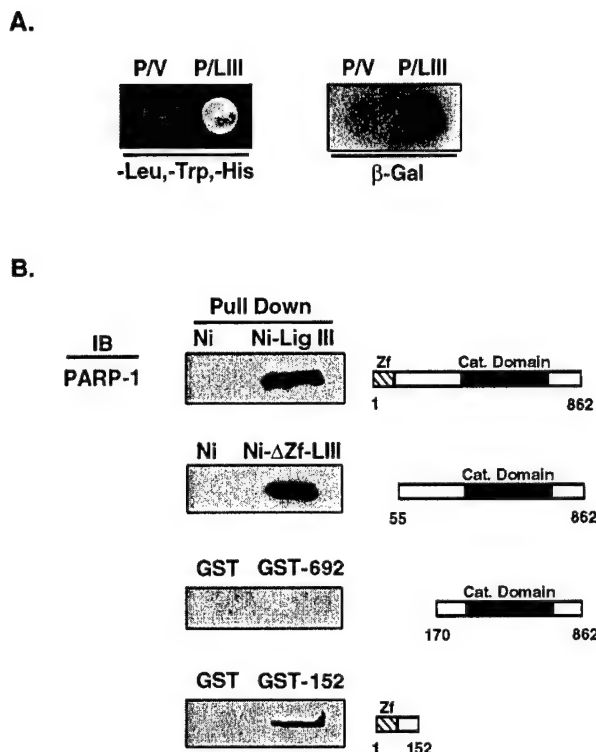 A.
P/V P/LIII P/V P/LIII
-Leu,-Trp,-His β-Gal
B.
Pull Down
IB Ni Ni-Lig III Zf Cat. Domain
PARP-1
1 862
Ni Ni-ΔZf-LIII Cat. Domain
55 862
GST GST-692 Cat. Domain
170 862
GST GST-152 Zf
1 152